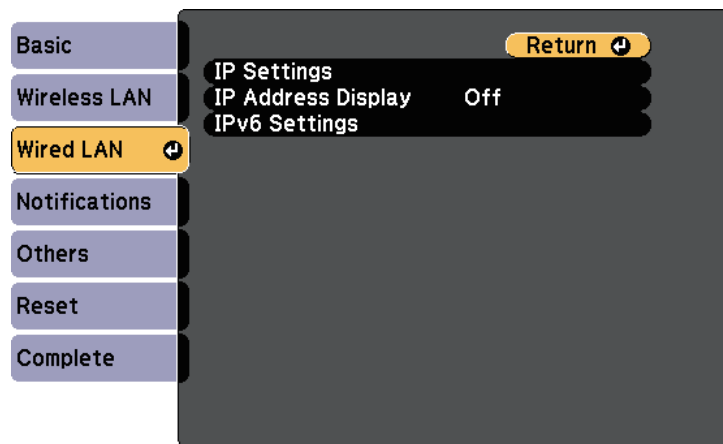 Basic
Wireless LAN
Wired LAN
Notifications
Others
Reset
Complete
Return
IP Settings
IP Address Display Off
IPv6 Settings